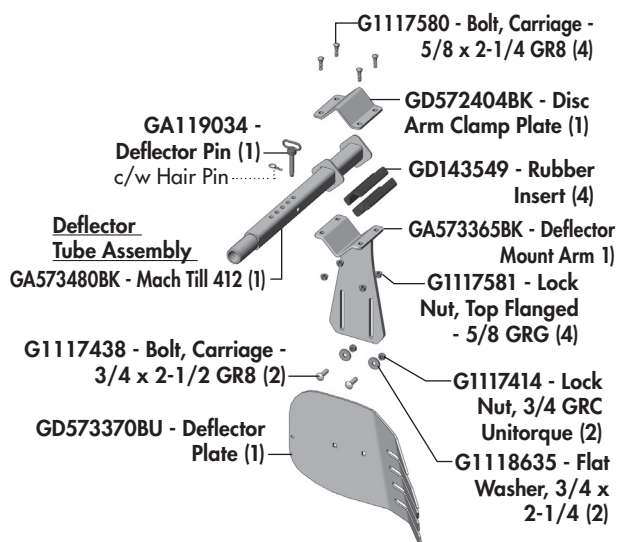 G1117580 - Bolt, Carriage -
5/8 x 2-1/4 GR8 (4)
GD572404BK - Disc
Arm Clamp Plate (1)
GA119034 -
Deflector Pin (1)
c/w Hair Pin
GD143549 - Rubber
Insert (4)
Deflector
Tube Assembly
GA573480BK - Mach Till 412 (1)
GA573365BK - Deflector
Mount Arm 1)
G1117581 - Lock
Nut, Top Flanged
- 5/8 GRG (4)
G1117438 - Bolt, Carriage -
3/4 x 2-1/2 GR8 (2)
G1117414 - Lock
Nut, 3/4 GRC
Unitorque (2)
GD573370BU - Deflector
Plate (1)
G1118635 - Flat
Washer, 3/4 x
2-1/4 (2)